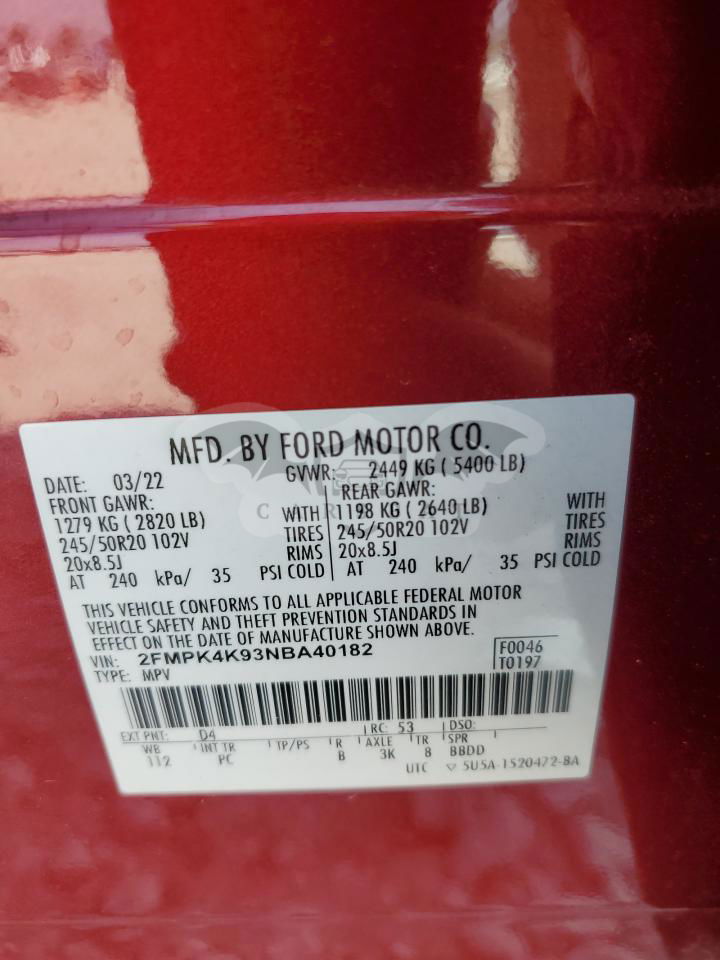 MFD. BY FORD MOTOR CO.
DATE: 03/22 GVWR: 2449 KG ( 5400 LB)
FRONT GAWR: REAR GAWR:
1279 KG ( 2820 LB) WITH 1198 KG ( 2640 LB) WITH
245/50R20 102V TIRES 245/50R20 102V TIRES
20x8.5J RIMS 20x8.5J RIMS
AT 240 kPa/ 35 PSI COLD AT 240 kPa/ 35 PSI COLD
THIS VEHICLE CONFORMS TO ALL APPLICABLE FEDERAL MOTOR
VEHICLE SAFETY AND THEFT PREVENTION STANDARDS IN
EFFECT ON THE DATE OF MANUFACTURE SHOWN ABOVE.
VIN: 2FMPK4K93NBA40182 F0046
TYPE: MPV T0197
EXT PNT: D4 RC: 53 DSO:
WB INT TR TP/PS R AXLE TR SPR
112 PC B 3K 8 BBDD
UTC ▽ 5U5A-1520472-BA